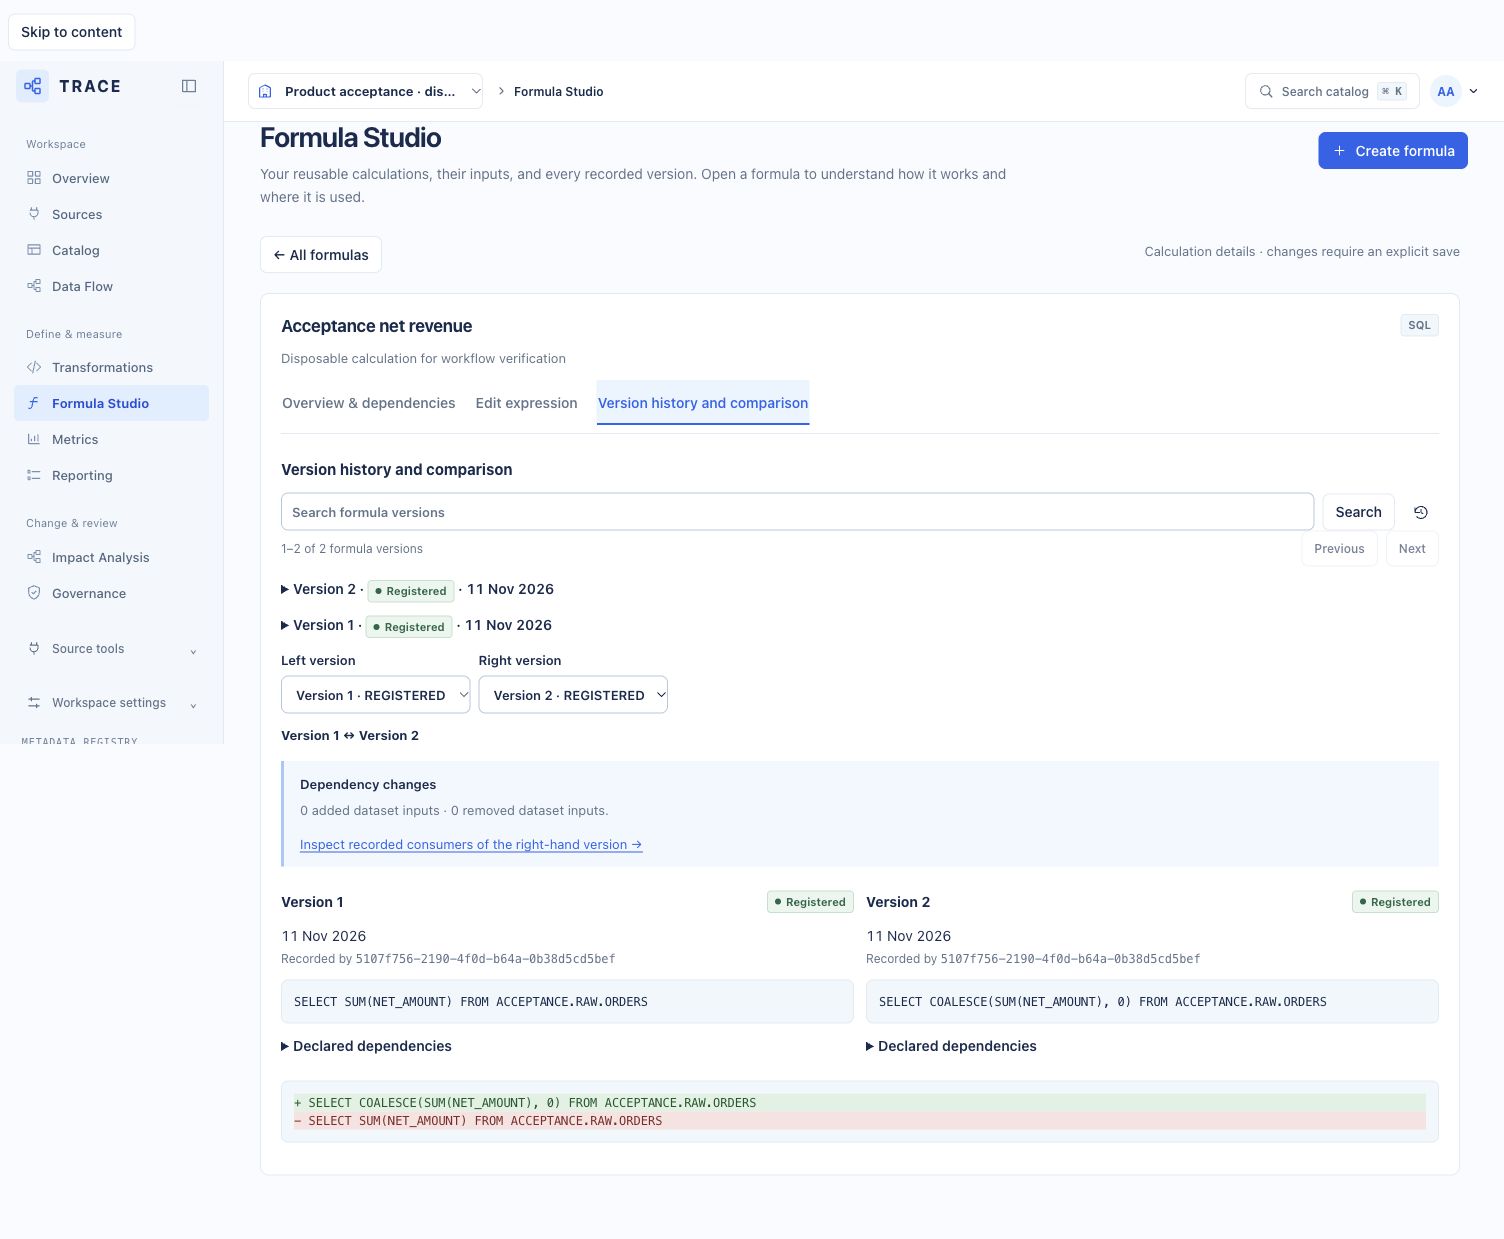 Skip to content
TRACE
Product acceptance · dis...
Formula Studio
Search catalog ⌘ K
AA
Workspace
Overview
Sources
Catalog
Data Flow
Define & measure
Transformations
Formula Studio
Metrics
Reporting
Change & review
Impact Analysis
Governance
Source tools
Workspace settings
METADATA REGISTRY
Formula Studio
+ Create formula
Your reusable calculations, their inputs, and every recorded version. Open a formula to understand how it works and
where it is used.
← All formulas
Calculation details · changes require an explicit save
Acceptance net revenue
SQL
Disposable calculation for workflow verification
Overview & dependencies
Edit expression
Version history and comparison
Version history and comparison
Search formula versions
Search
1–2 of 2 formula versions
Previous
Next
Version 2 · Registered · 11 Nov 2026
Version 1 · Registered · 11 Nov 2026
Left version
Right version
Version 1 · REGISTERED
Version 2 · REGISTERED
Version 1 ↔ Version 2
Dependency changes
0 added dataset inputs · 0 removed dataset inputs.
Inspect recorded consumers of the right-hand version →
Version 1
Registered
11 Nov 2026
Recorded by 5107f756-2190-4f0d-b64a-0b38d5cd5bef
SELECT SUM(NET_AMOUNT) FROM ACCEPTANCE.RAW.ORDERS
Declared dependencies
Version 2
Registered
11 Nov 2026
Recorded by 5107f756-2190-4f0d-b64a-0b38d5cd5bef
SELECT COALESCE(SUM(NET_AMOUNT), 0) FROM ACCEPTANCE.RAW.ORDERS
Declared dependencies
+ SELECT COALESCE(SUM(NET_AMOUNT), 0) FROM ACCEPTANCE.RAW.ORDERS
− SELECT SUM(NET_AMOUNT) FROM ACCEPTANCE.RAW.ORDERS